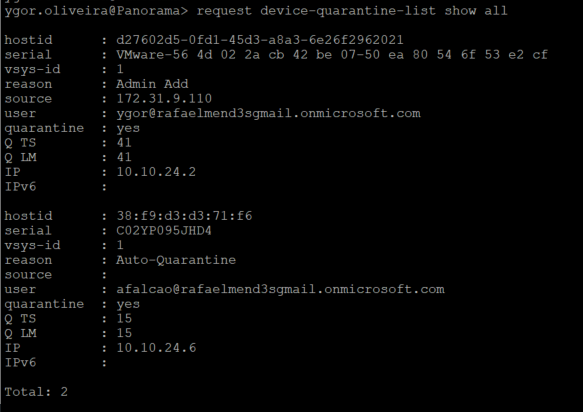 ygor.oliveira@Panorama> request device-quarantine-list show all
hostid : d27602d5-0fd1-45d3-a8a3-6e26f2962021
serial : VMware-56 4d 02 2a cb 42 be 07-50 ea 80 54 6f 53 e2 cf
vsys-id : 1
reason : Admin Add
source : 172.31.9.110
user : ygor@rafaelmend3sgmail.onmicrosoft.com
quarantine : yes
Q TS : 41
Q LM : 41
IP : 10.10.24.2
IPv6 :
hostid : 38:f9:d3:d3:71:f6
serial : C02YP095JHD4
vsys-id : 1
reason : Auto-Quarantine
source :
user : afalcao@rafaelmend3sgmail.onmicrosoft.com
quarantine : yes
Q TS : 15
Q LM : 15
IP : 10.10.24.6
IPv6 :
Total: 2